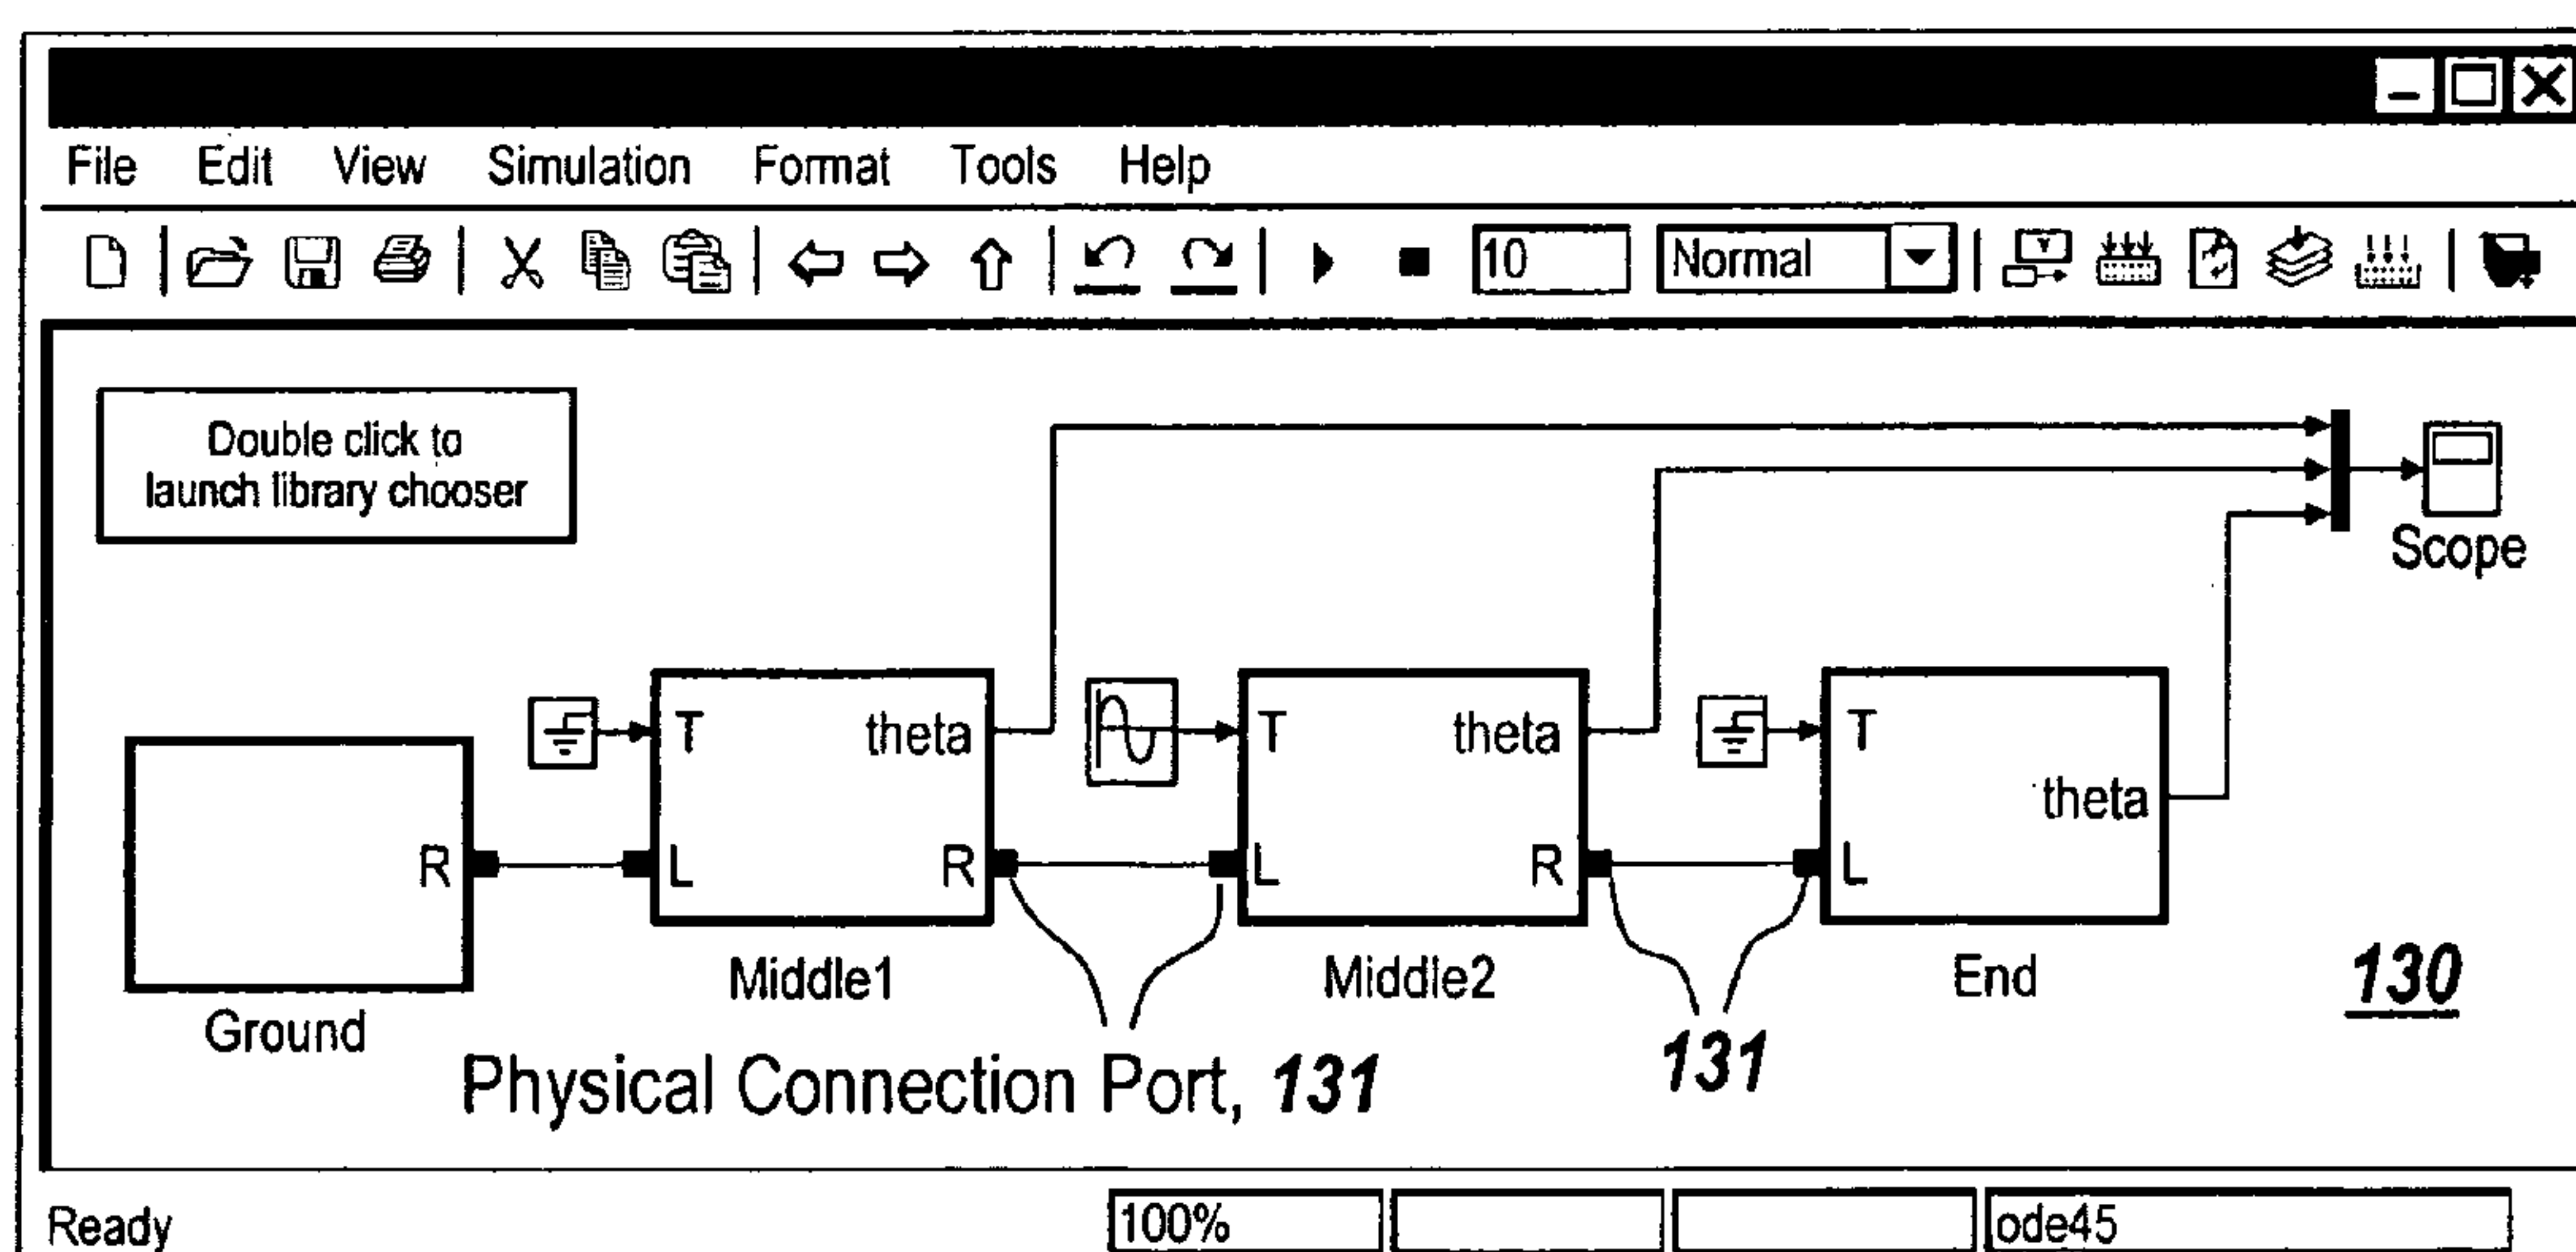 File Edit View Simulation Format Tools Help
10 Normal
Double click to
launch library chooser
Scope
T theta T theta T
theta
R L R L R L
Middle1 Middle2 End 130
Ground
Physical Connection Port, 131 131
Ready 100% ode45